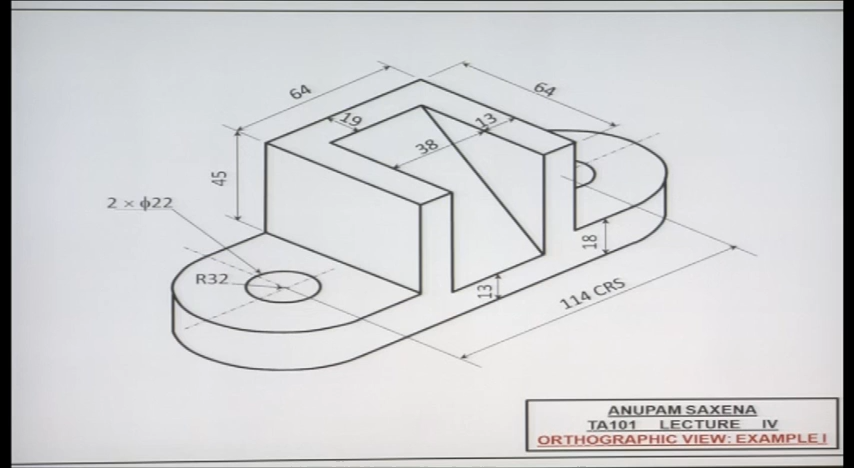 64
64
19
13
38
45
2 × ϕ22
R32
18
13
114 CRS
ANUPAM SAXENA
TA101 LECTURE IV
ORTHOGRAPHIC VIEW: EXAMPLE I